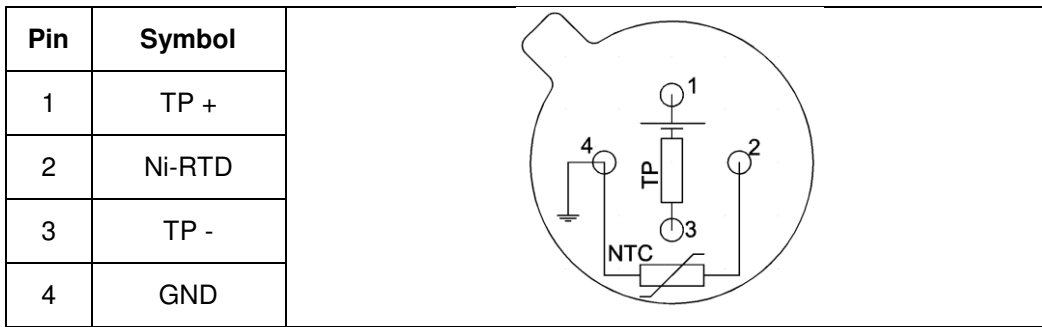 Pin Symbol
1 TP +
2 Ni-RTD
3 TP -
4 GND
1
4
2
TP
3
NTC